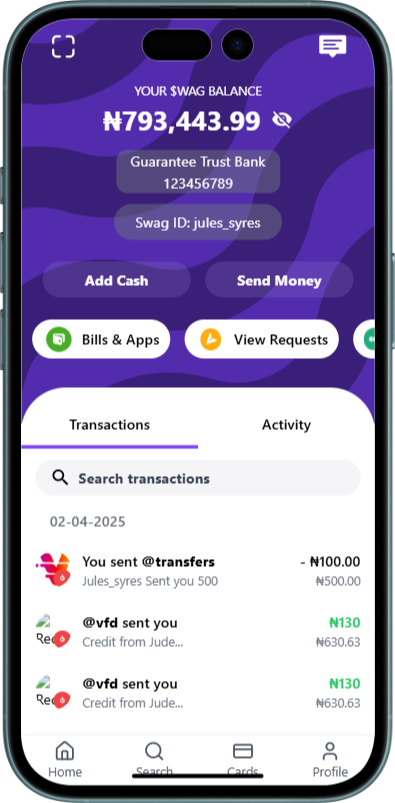 YOUR $WAG BALANCE
₦793,443.99
Guarantee Trust Bank
123456789
Swag ID: jules_syres
Add Cash Send Money
Bills & Apps View Requests
Transactions Activity
Search transactions
02-04-2025
You sent @transfers - ₦100.00
Jules_syres Sent you 500 ₦500.00
@vfd sent you ₦130
Rec
Credit from Jude... ₦630.63
@vfd sent you ₦130
Rec
Credit from Jude... ₦630.63
Home Search Cards Profile